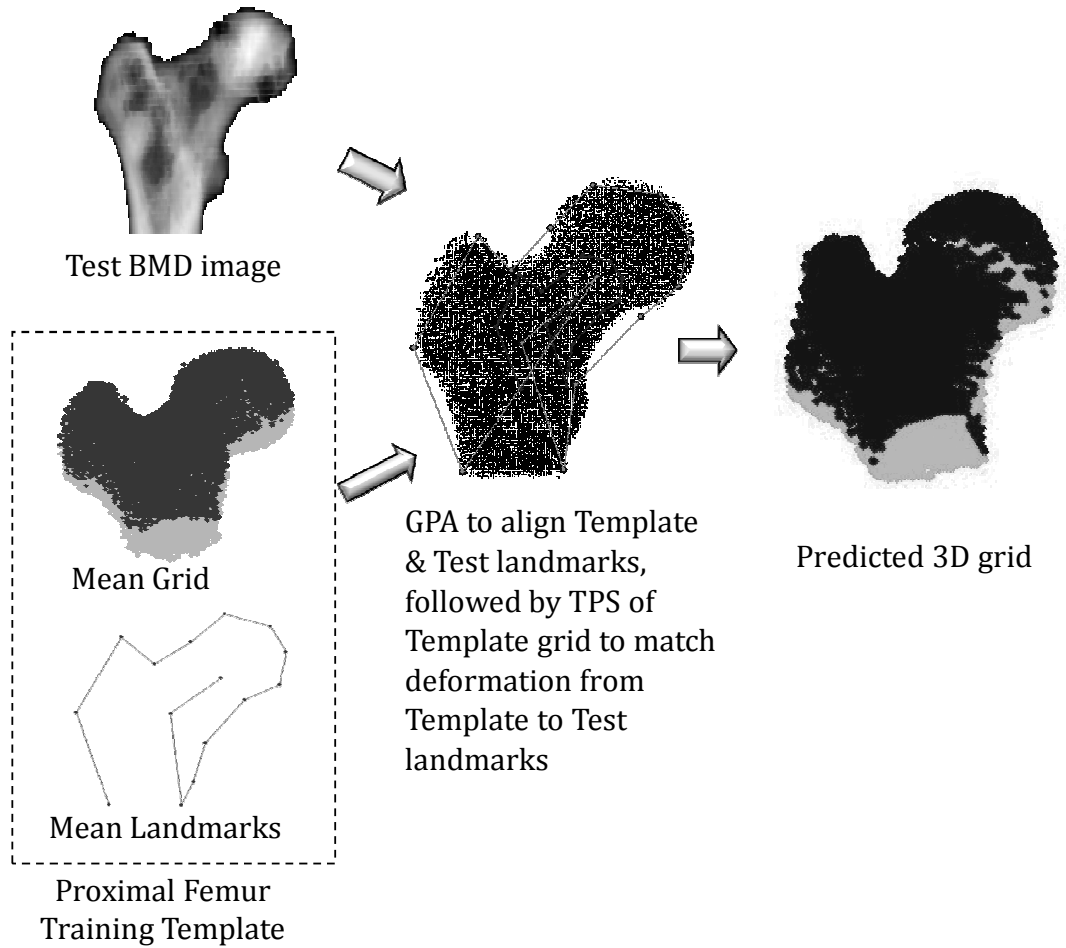 Test BMD image
Mean Grid
Mean Landmarks
Proximal Femur
Training Template
GPA to align Template
& Test landmarks,
followed by TPS of
Template grid to match
deformation from
Template to Test
landmarks
Predicted 3D grid